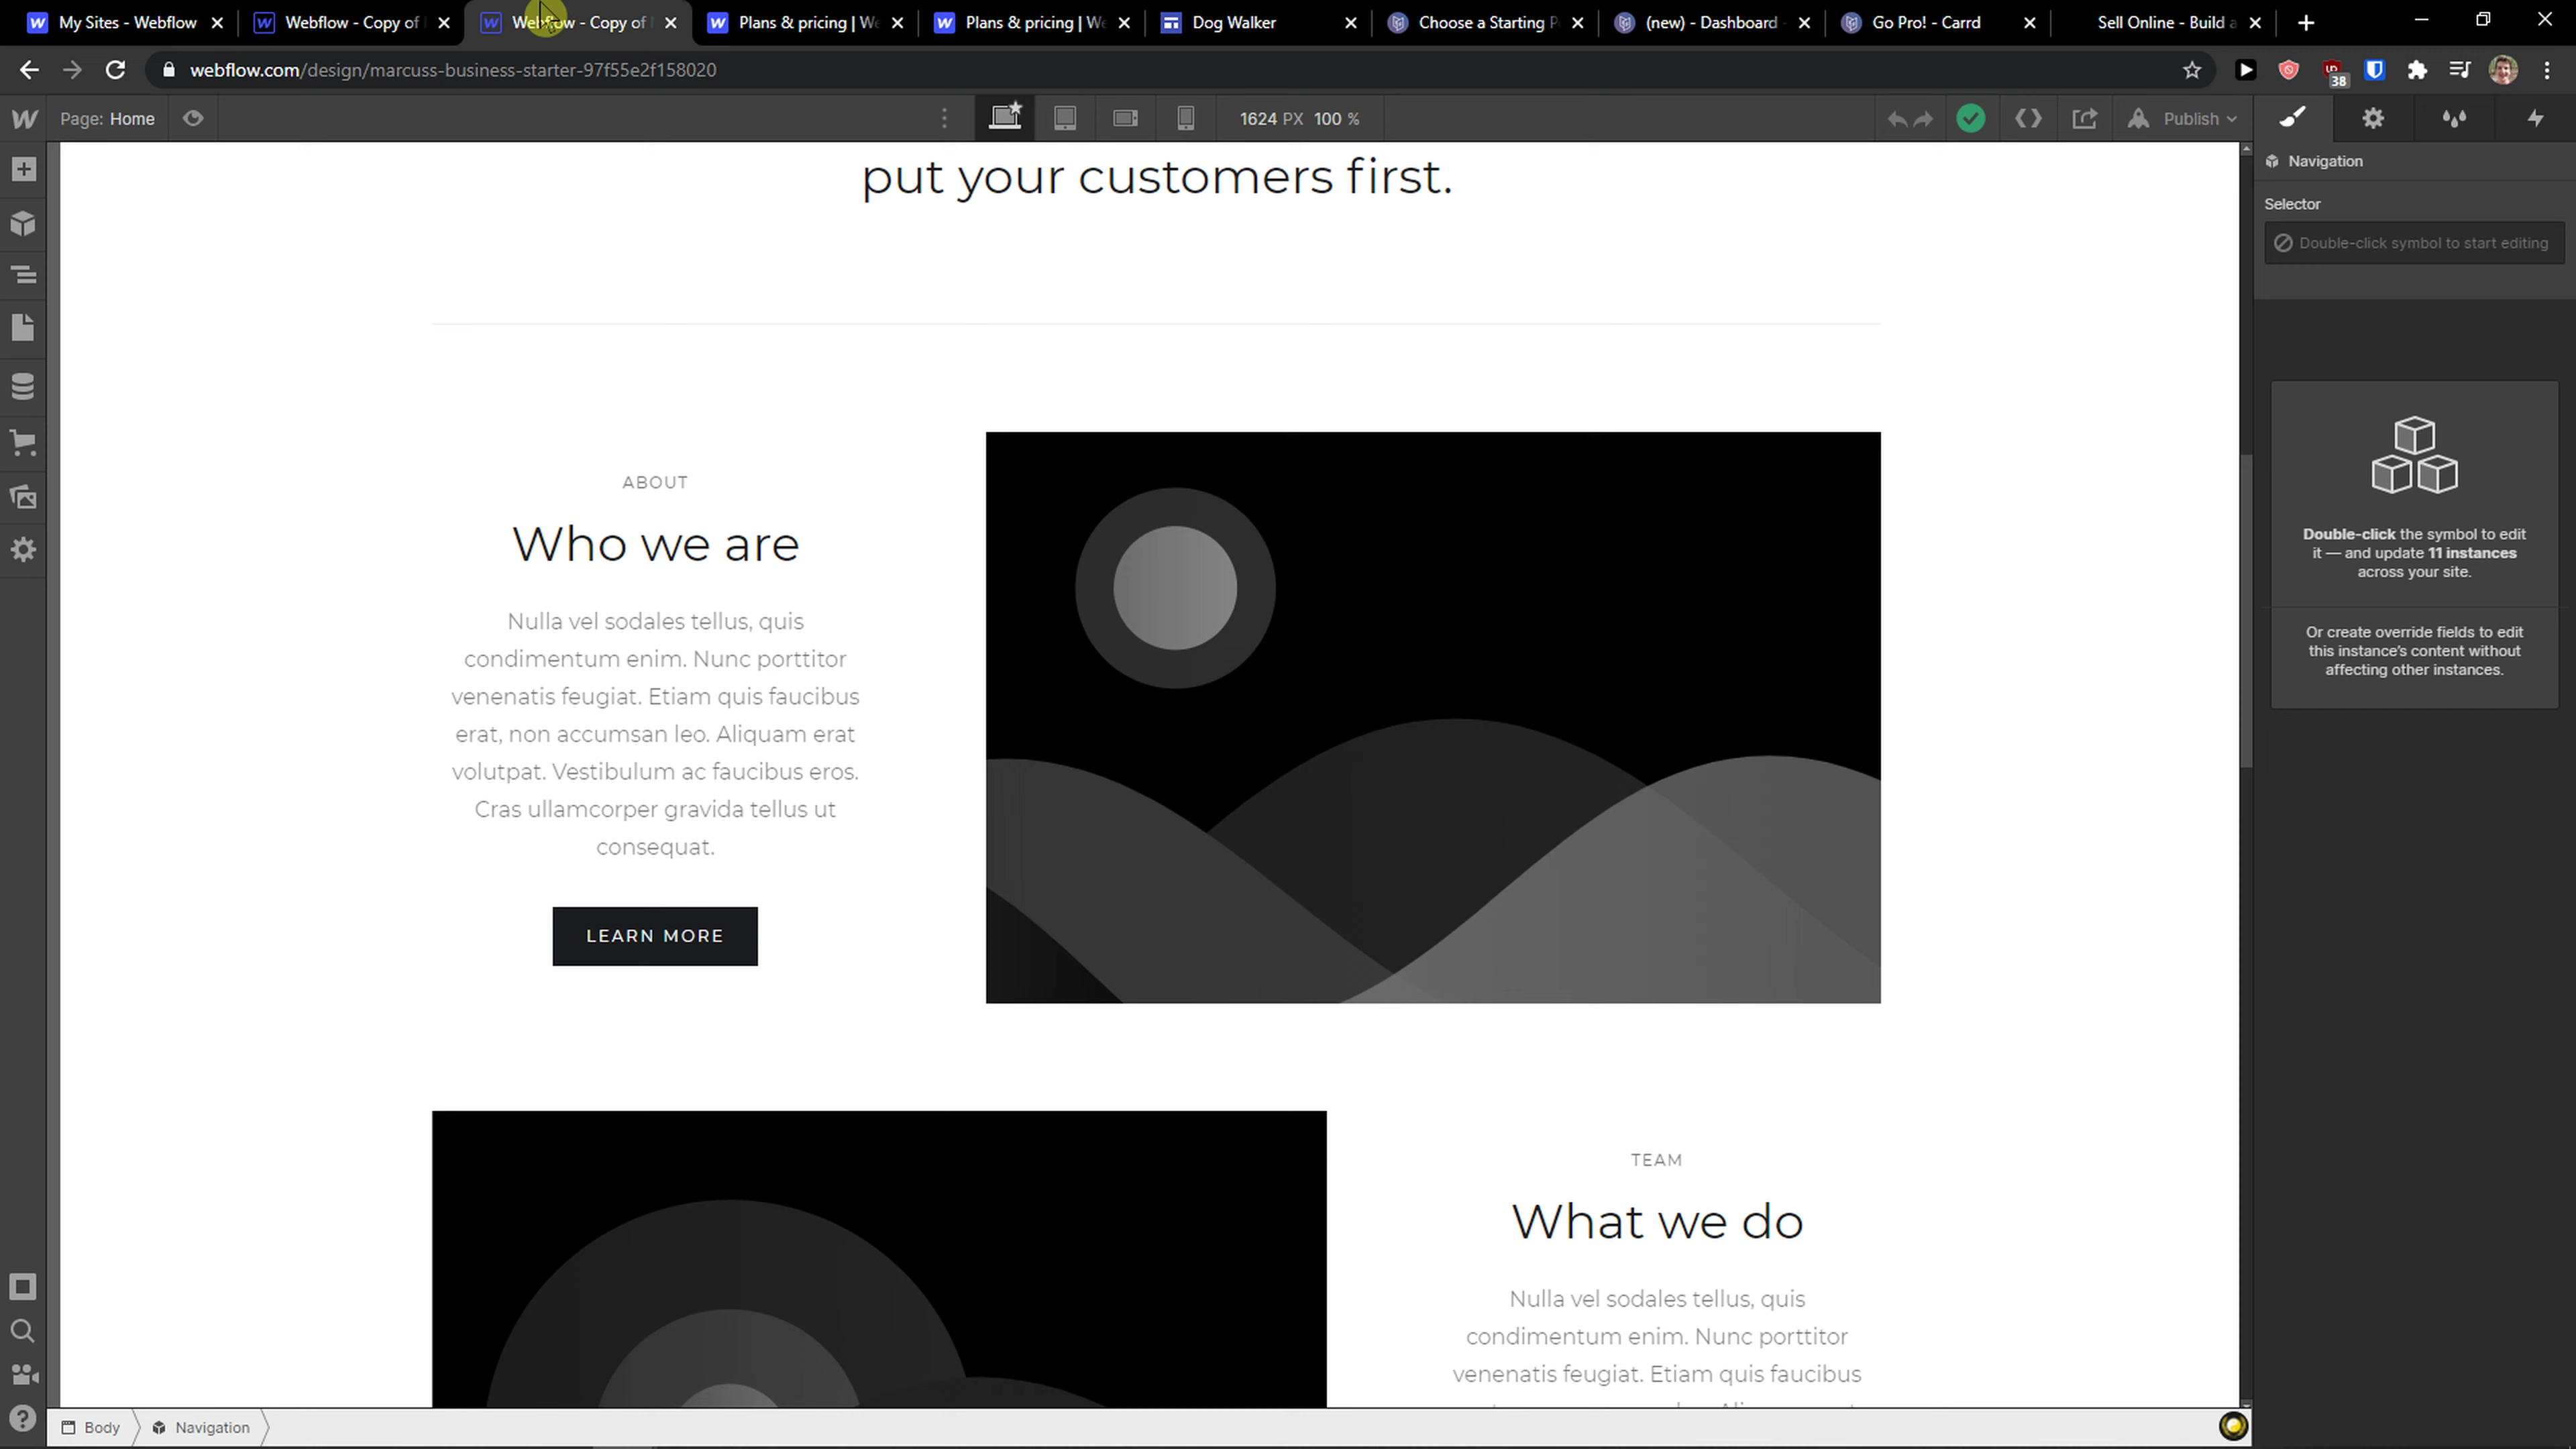 My Sites - Webflow
Webflow - Copy of
Webflow - Copy of
Plans & pricing | We
Plans & pricing | We
Dog Walker
Choose a Starting P
(new) - Dashboard -
Go Pro! - Carrd
Sell Online - Build a
webflow.com/design/marcuss-business-starter-97f55e2f158020
38
Page: Home
1624 PX 100 %
Publish
Navigation
Selector
Double-click symbol to start editing
put your customers first.
ABOUT
Who we are
Nulla vel sodales tellus, quis
condimentum enim. Nunc porttitor
venenatis feugiat. Etiam quis faucibus
erat, non accumsan leo. Aliquam erat
volutpat. Vestibulum ac faucibus eros.
Cras ullamcorper gravida tellus ut
consequat.
LEARN MORE
Double-click the symbol to edit
it — and update 11 instances
across your site.
Or create override fields to edit
this instance's content without
affecting other instances.
TEAM
What we do
Nulla vel sodales tellus, quis
condimentum enim. Nunc porttitor
venenatis feugiat. Etiam quis faucibus
Body
Navigation